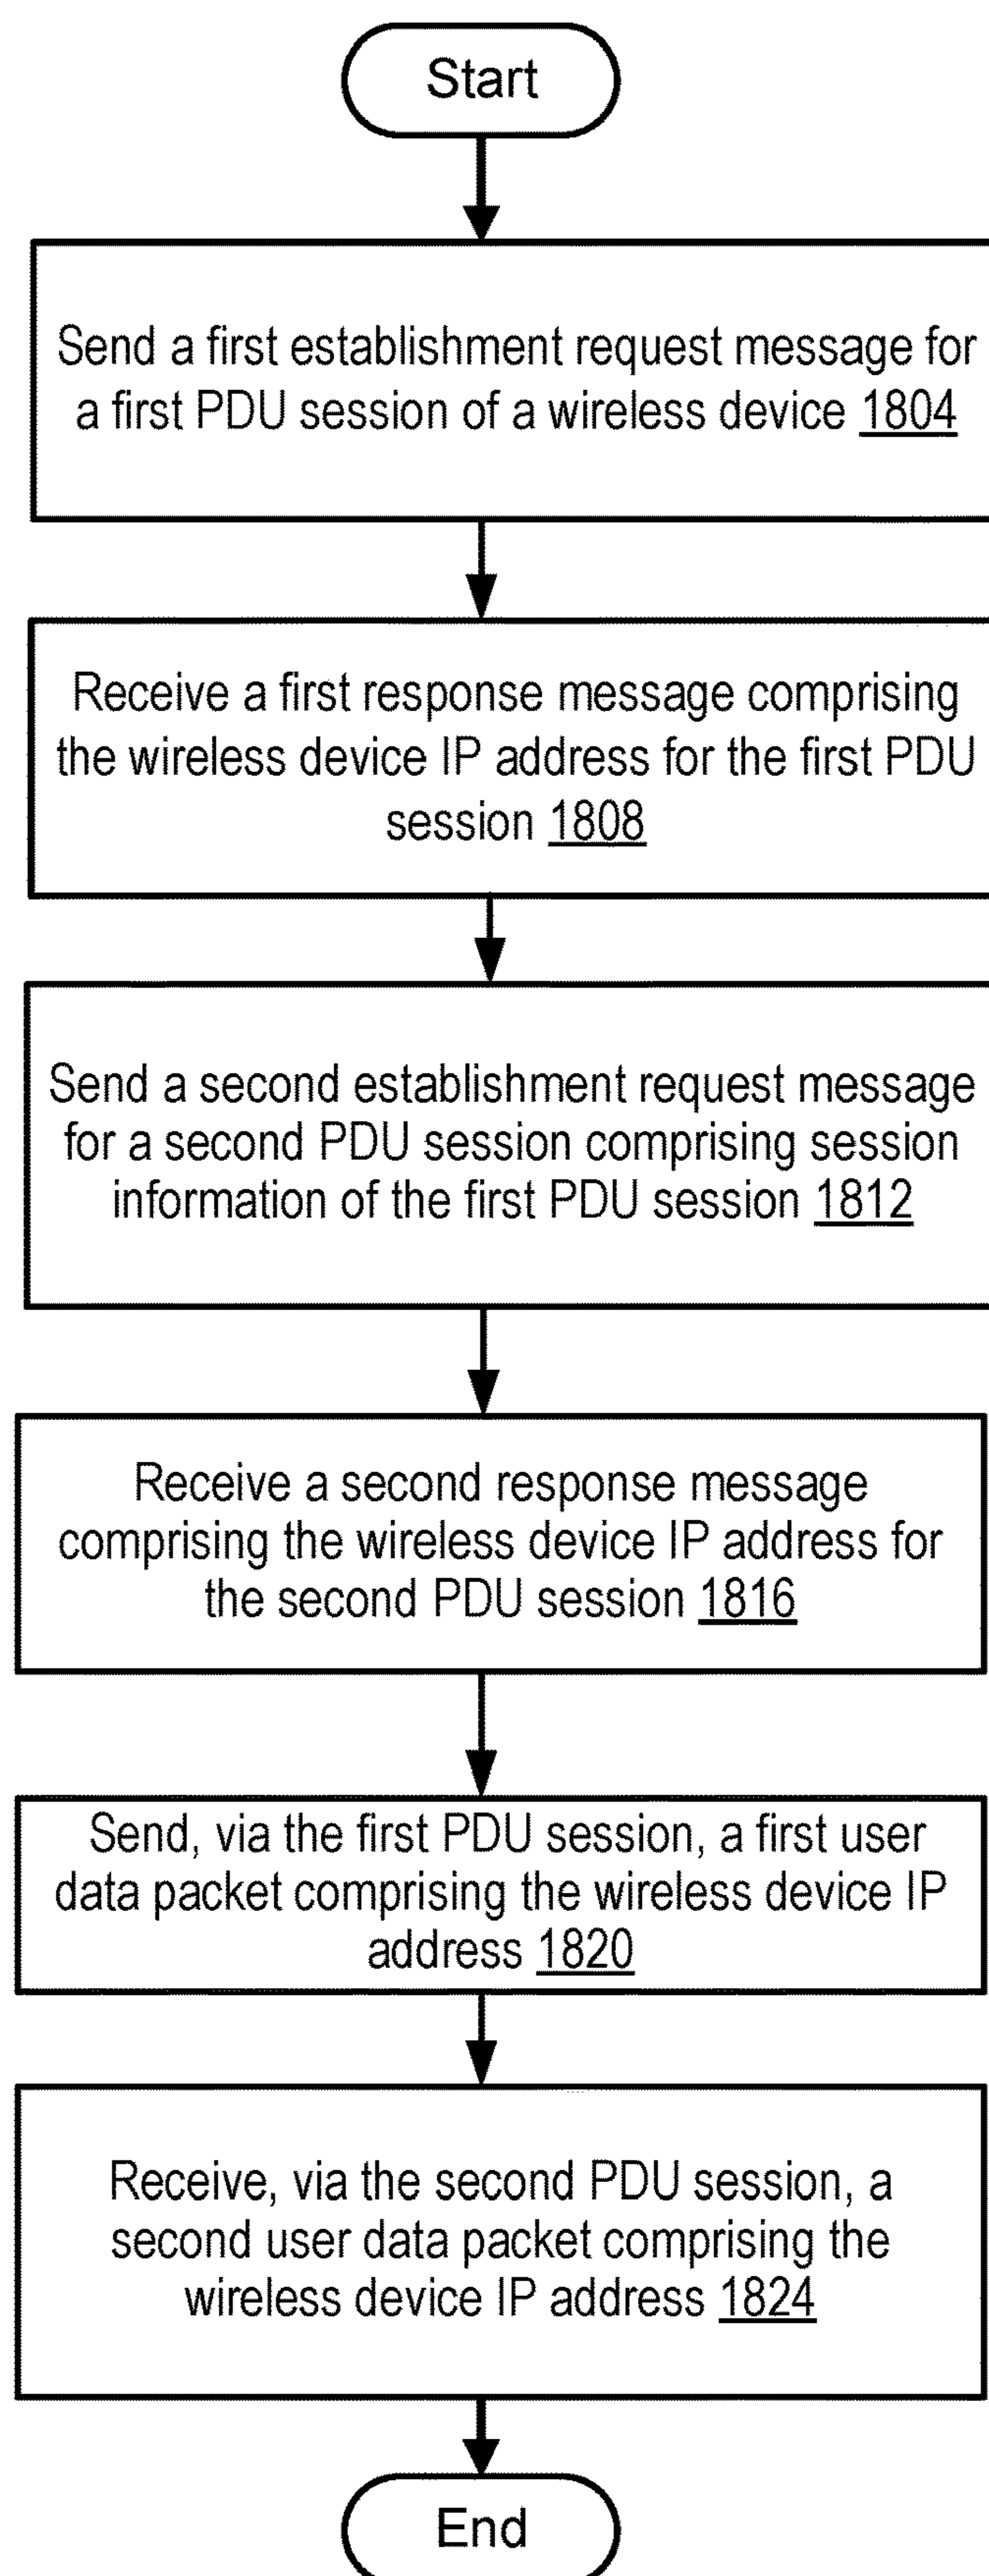 Start
Send a first establishment request message for
a first PDU session of a wireless device 1804
Receive a first response message comprising
the wireless device IP address for the first PDU
session 1808
Send a second establishment request message
for a second PDU session comprising session
information of the first PDU session 1812
Receive a second response message
comprising the wireless device IP address for
the second PDU session 1816
Send, via the first PDU session, a first user
data packet comprising the wireless device IP
address 1820
Receive, via the second PDU session, a
second user data packet comprising the
wireless device IP address 1824
End